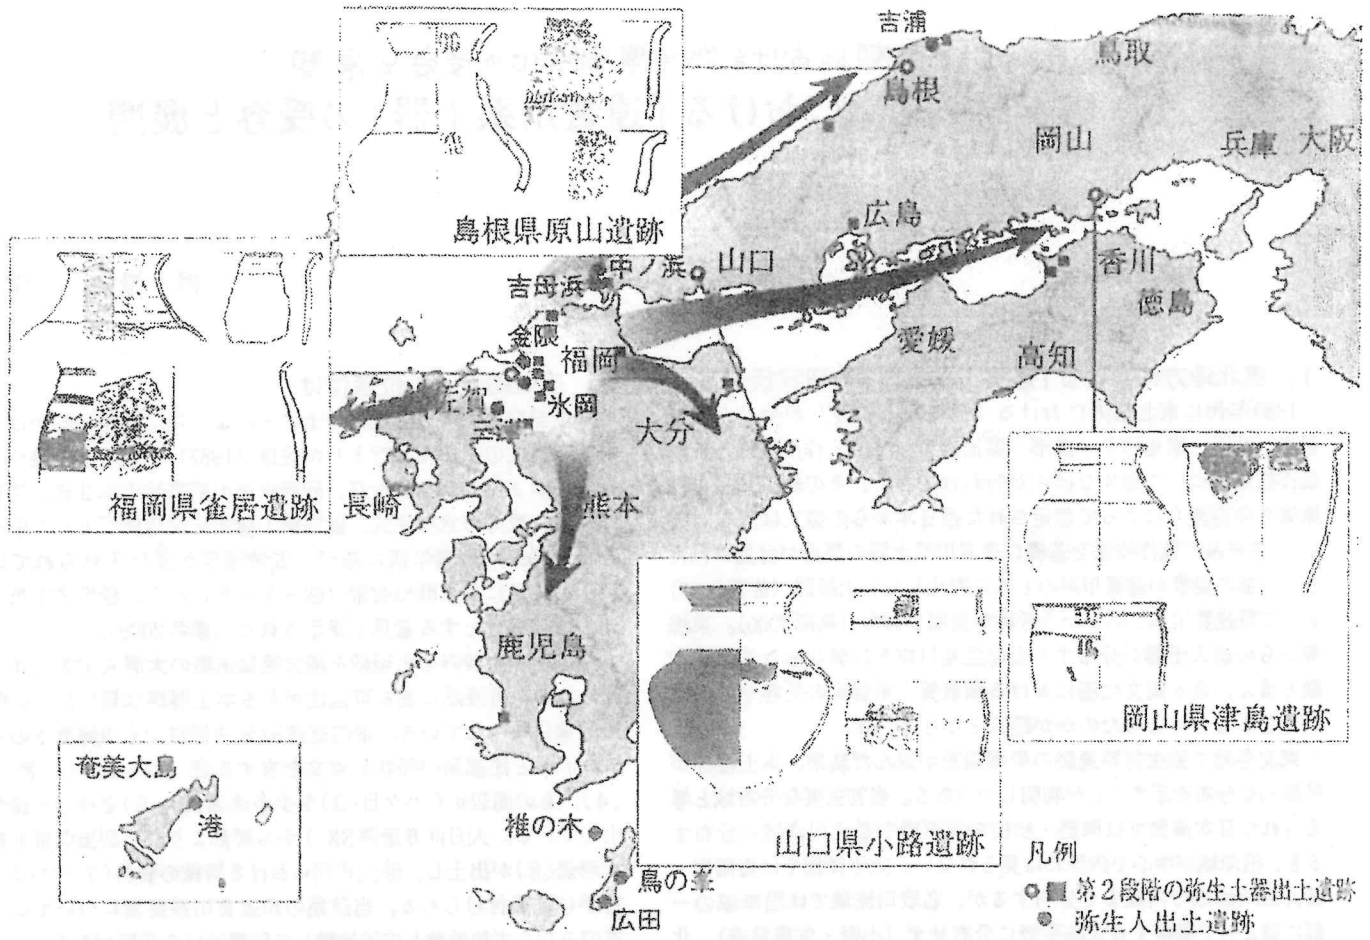 吉浦
鳥取
島根
岡山
兵庫
大阪
広島
島根県原山遺跡
中ノ浜
山口
香川
徳島
吉母浜
金隈
福岡
愛媛
高知
佐賀
三津
永岡
大分
福岡県雀居遺跡
長崎
熊本
鹿児島
岡山県津島遺跡
奄美大島
港
椎の木
山口県小路遺跡
凡例
鳥の峯
第2段階の弥生土器出土遺跡
広田
弥生人出土遺跡